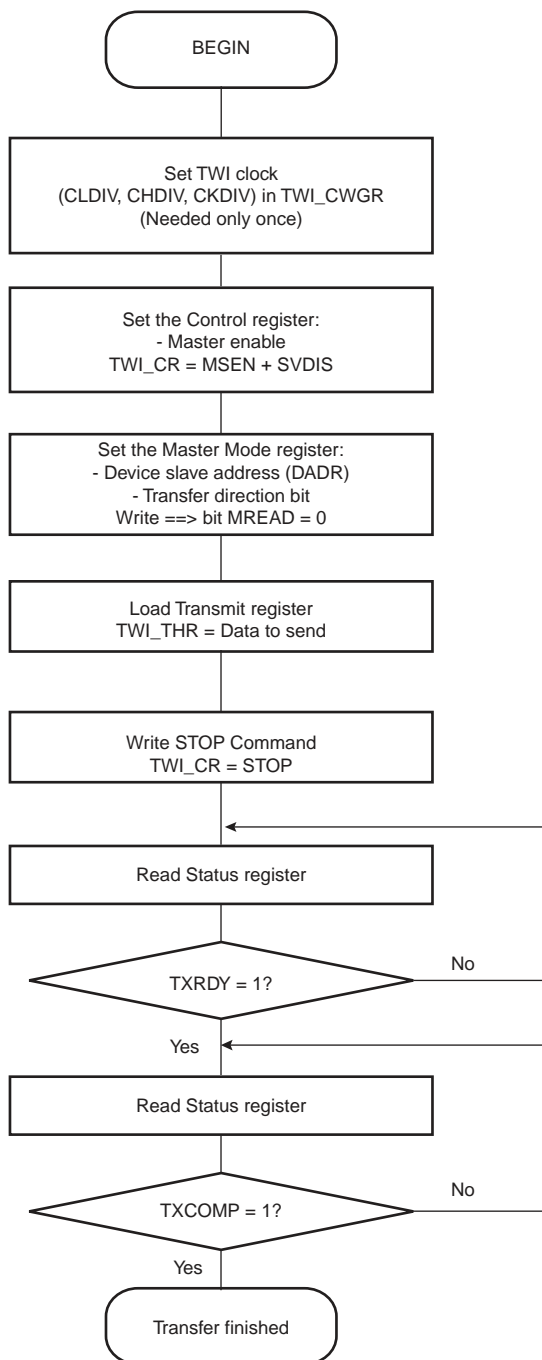 BEGIN
Set TWI clock
(CLDIV, CHDIV, CKDIV) in TWI_CWGR
(Needed only once)
Set the Control register:
- Master enable
TWI_CR = MSEN + SVDIS
Set the Master Mode register:
- Device slave address (DADR)
- Transfer direction bit
Write ==> bit MREAD = 0
Load Transmit register
TWI_THR = Data to send
Write STOP Command
TWI_CR = STOP
Read Status register
No
TXRDY = 1?
Yes
Read Status register
No
TXCOMP = 1?
Yes
Transfer finished